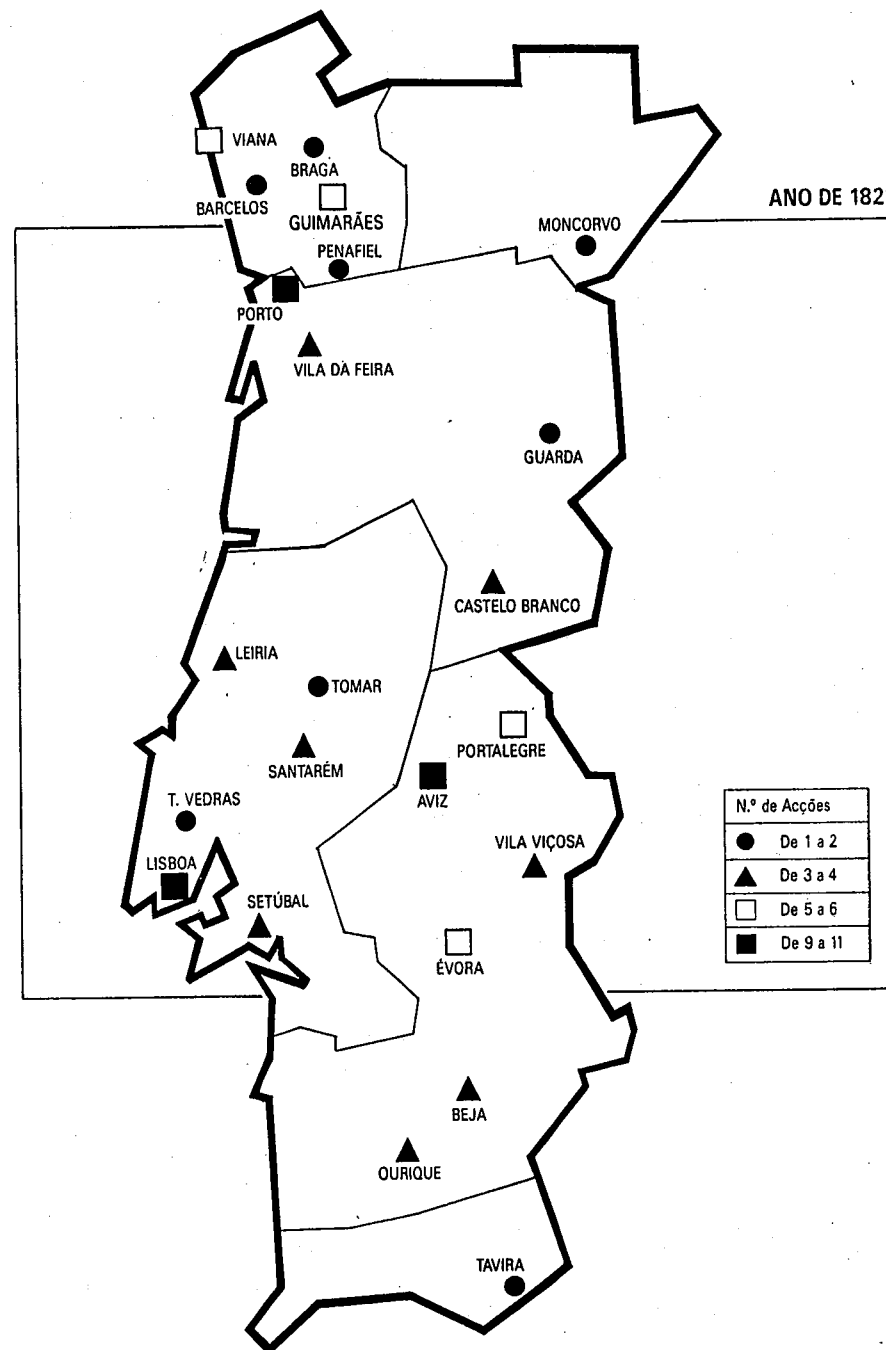 VIANA
BRAGA
BARCELOS
GUIMARÃES
ANO DE 182
MONCORVO
PENAFIEL
PORTO
VILA DA FEIRA
GUARDA
CASTELO BRANCO
LEIRIA
TOMAR
PORTALEGRE
SANTARÉM
AVIZ
T. VEDRAS
N.º de Acções
De 1 a 2
De 3 a 4
De 5 a 6
De 9 a 11
VILA VIÇOSA
LISBOA
SETÚBAL
ÉVORA
BEJA
OURIQUE
TAVIRA